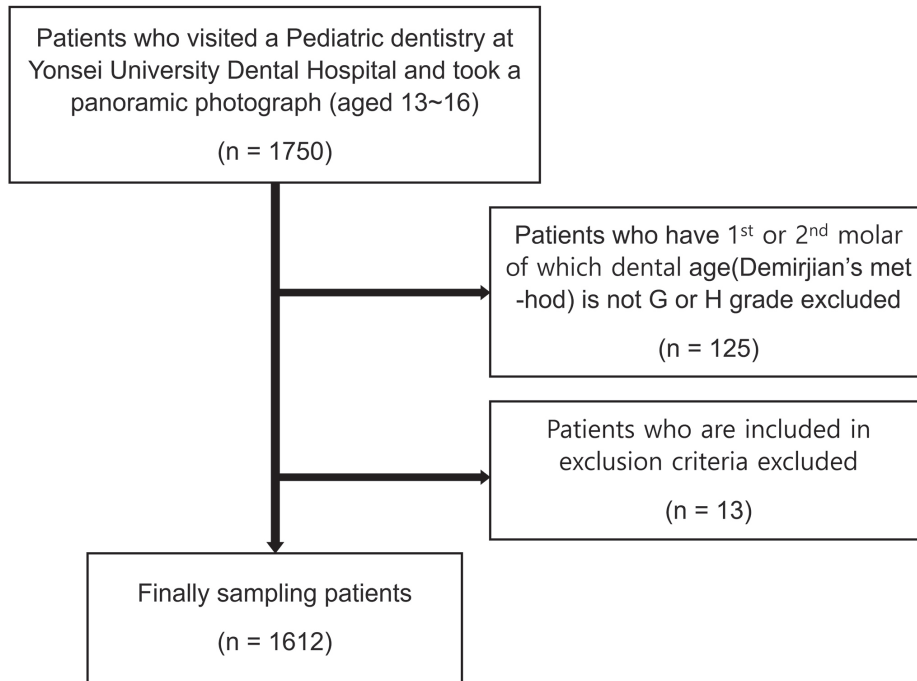 Patients who visited a Pediatric dentistry at
Yonsei University Dental Hospital and took a
panoramic photograph (aged 13~16)
(n = 1750)
Patients who have 1st or 2nd molar
of which dental age(Demirjian's met
-hod) is not G or H grade excluded
(n = 125)
Patients who are included in
exclusion criteria excluded
(n = 13)
Finally sampling patients
(n = 1612)